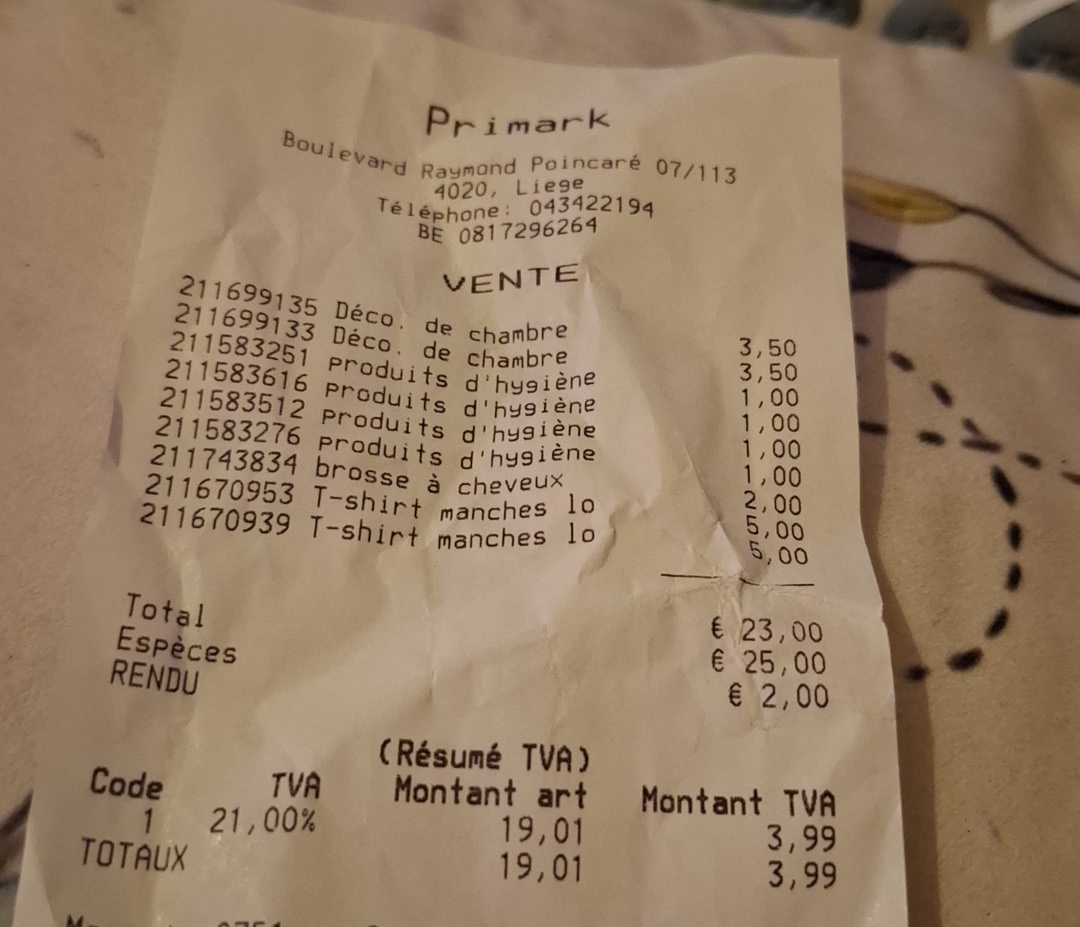 Primark
Boulevard Raymond Poincaré 07/113
4020, Liege
Téléphone: 043422194
BE 0817296264
VENTE
211699135 Déco. de chambre 3,50
211699133 Déco. de chambre 3,50
211583251 Produits d'hygiène 1,00
211583616 Produits d'hygiène 1,00
211583512 Produits d'hygiène 1,00
211583276 Produits d'hygiène 1,00
211743834 brosse à cheveux 2,00
211670953 T-shirt manches lo 5,00
211670939 T-shirt manches lo 5,00
Total € 23,00
Espèces € 25,00
RENDU € 2,00
(Résumé TVA)
Code TVA Montant art Montant TVA
1 21,00% 19,01 3,99
TOTAUX 19,01 3,99